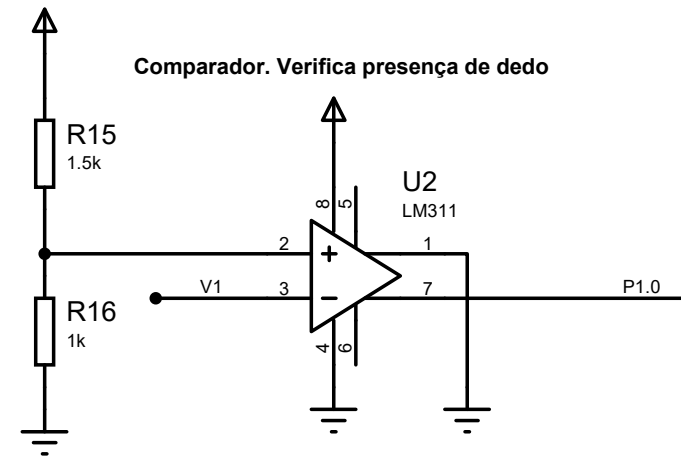 Comparador. Verifica presença de dedo
R15
1.5k
U2
LM311
8
5
2
+
1
V1
3
-
7
P1.0
R16
1k
4
6